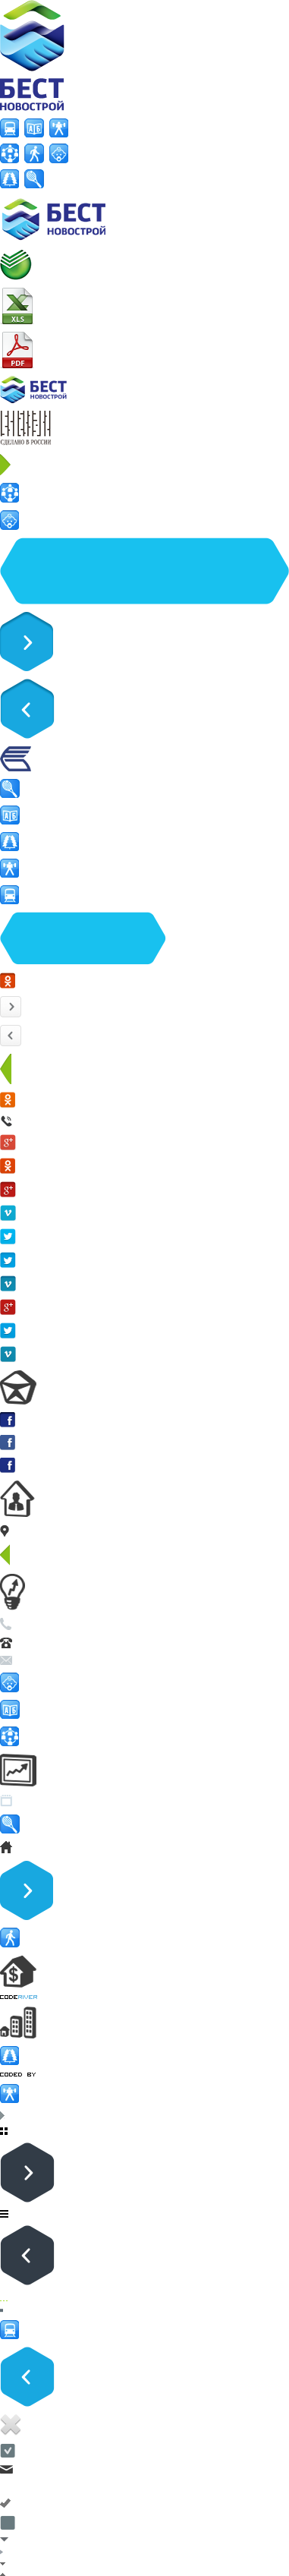 БЕСТ
НОВОСТРОЙ
БЕСТ
НОВОСТРОЙ
XLS
PDF
БЕСТ
НОВОСТРОЙ
СДЕЛАНО В РОССИИ
g+
g+
g+
CODERIVER
CODED BY